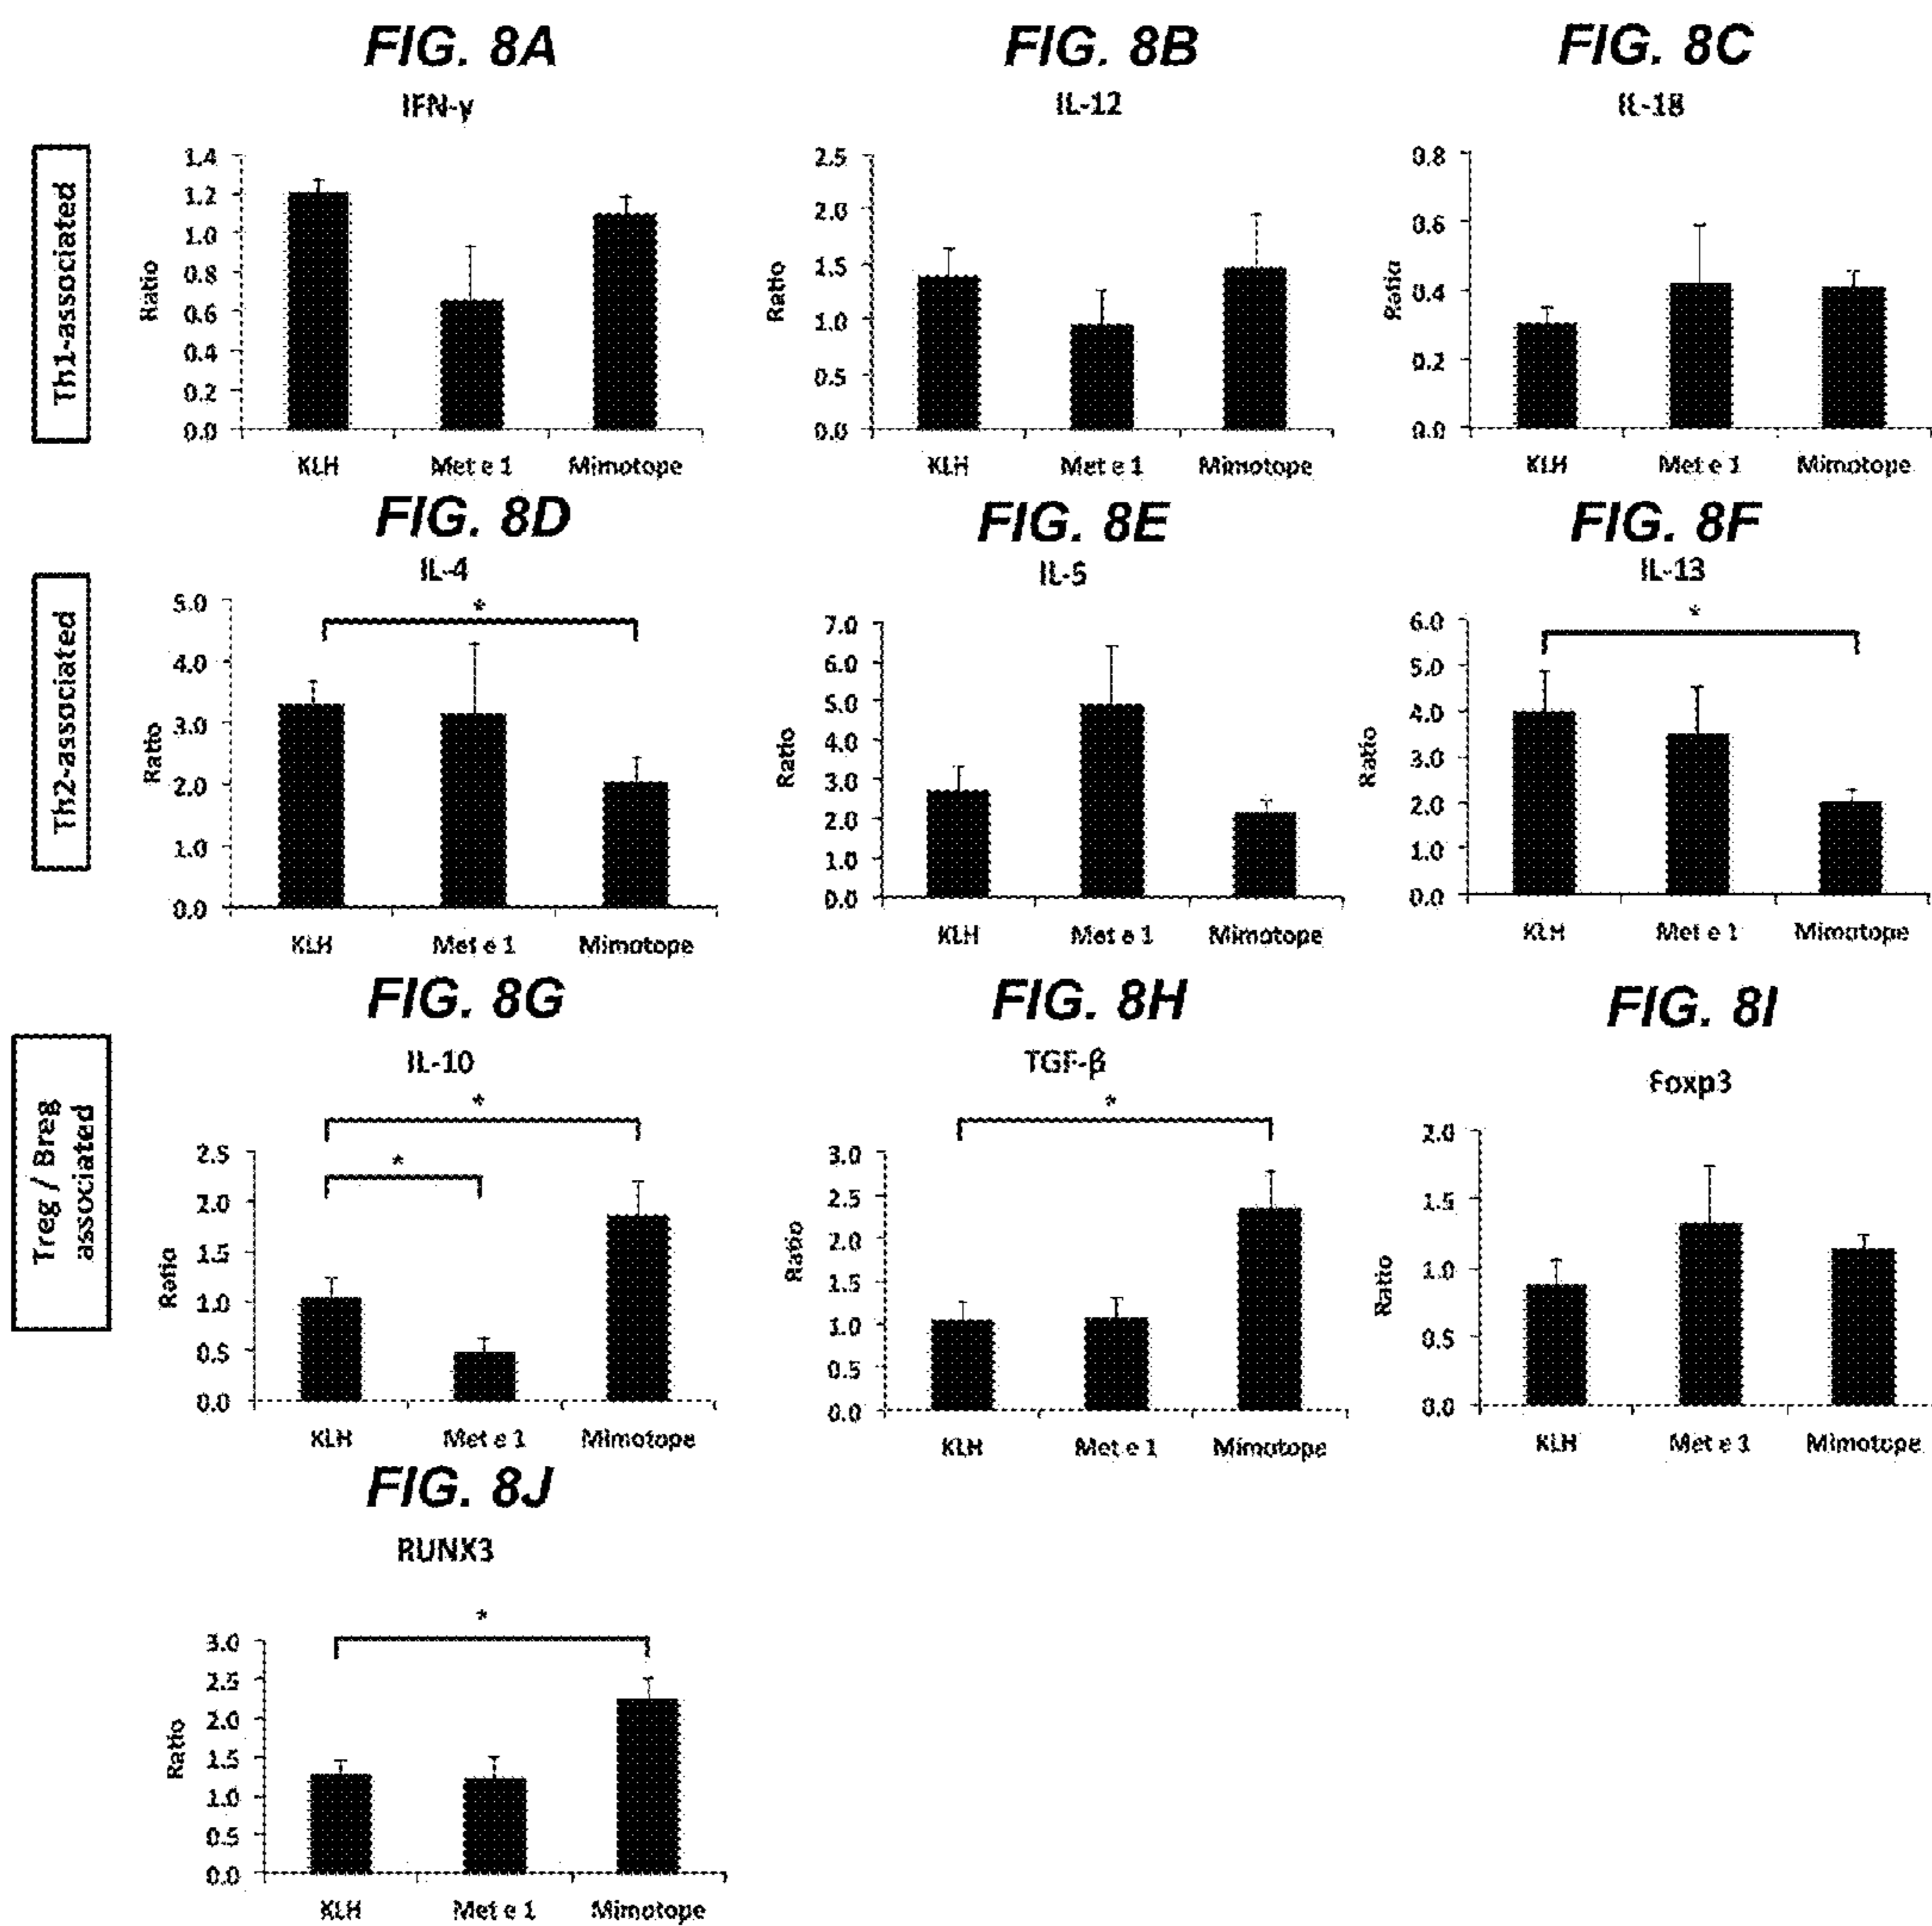 FIG. 8A
IFN-γ
Th1-associated
Ratio
1.4
1.2
1.0
0.8
0.6
0.4
0.2
0.0
KLH Met e 1 Mimotope
FIG. 8B
IL-12
Ratio
2.5
2.0
1.5
1.0
0.5
0.0
KLH Met e 1 Mimotope
FIG. 8C
IL-18
Ratio
0.8
0.6
0.4
0.2
0.0
KLH Met e 1 Mimotope
FIG. 8D
IL-4
Th2-associated
Ratio
*
5.0
4.0
3.0
2.0
1.0
0.0
KLH Met e 1 Mimotope
FIG. 8E
IL-5
Ratio
7.0
6.0
5.0
4.0
3.0
2.0
1.0
0.0
KLH Met e 1 Mimotope
FIG. 8F
IL-13
*
Ratio
6.0
5.0
4.0
3.0
2.0
1.0
0.0
KLH Met e 1 Mimotope
FIG. 8G
IL-10
Treg / Breg
associated
*
*
Ratio
2.5
2.0
1.5
1.0
0.5
0.0
KLH Met e 1 Mimotope
FIG. 8H
TGF-β
*
Ratio
3.0
2.5
2.0
1.5
1.0
0.5
0.0
KLH Met e 1 Mimotope
FIG. 8I
Foxp3
Ratio
2.0
1.5
1.0
0.5
0.0
KLH Met e 1 Mimotope
FIG. 8J
RUNX3
*
Ratio
3.0
2.5
2.0
1.5
1.0
0.5
0.0
KLH Met e 1 Mimotope